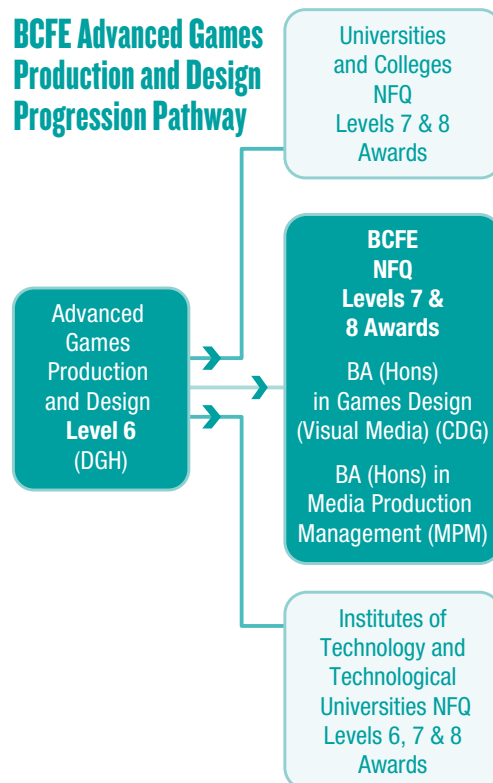 BCFE Advanced Games
Production and Design
Progression Pathway
Universities
and Colleges
NFQ
Levels 7 & 8
Awards
Advanced
Games
Production
and Design
Level 6
(DGH)
BCFE
NFQ
Levels 7 &
8 Awards
BA (Hons)
in Games Design
(Visual Media) (CDG)
BA (Hons) in
Media Production
Management (MPM)
Institutes of
Technology and
Technological
Universities NFQ
Levels 6, 7 & 8
Awards